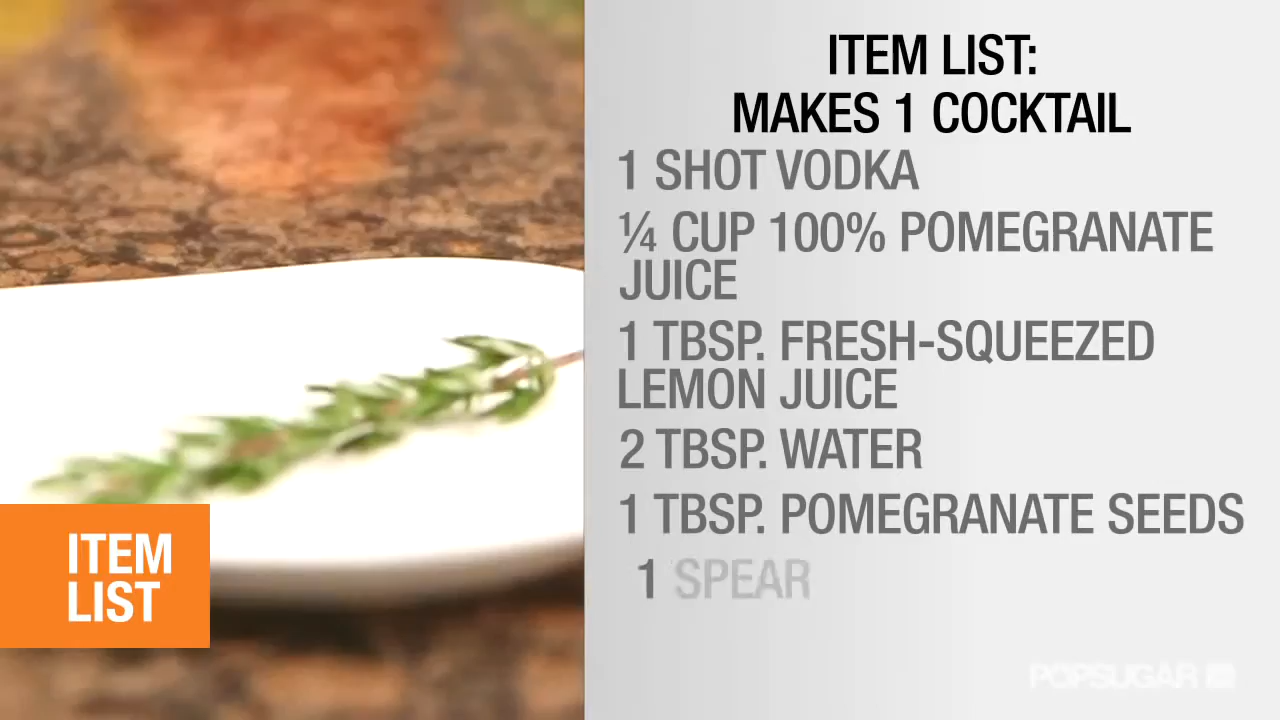 ITEM LIST:
MAKES 1 COCKTAIL
1 SHOT VODKA
¼ CUP 100% POMEGRANATE
JUICE
1 TBSP. FRESH-SQUEEZED
LEMON JUICE
2 TBSP. WATER
1 TBSP. POMEGRANATE SEEDS
1 SPEAR
ITEM
LIST
POPSUGAR